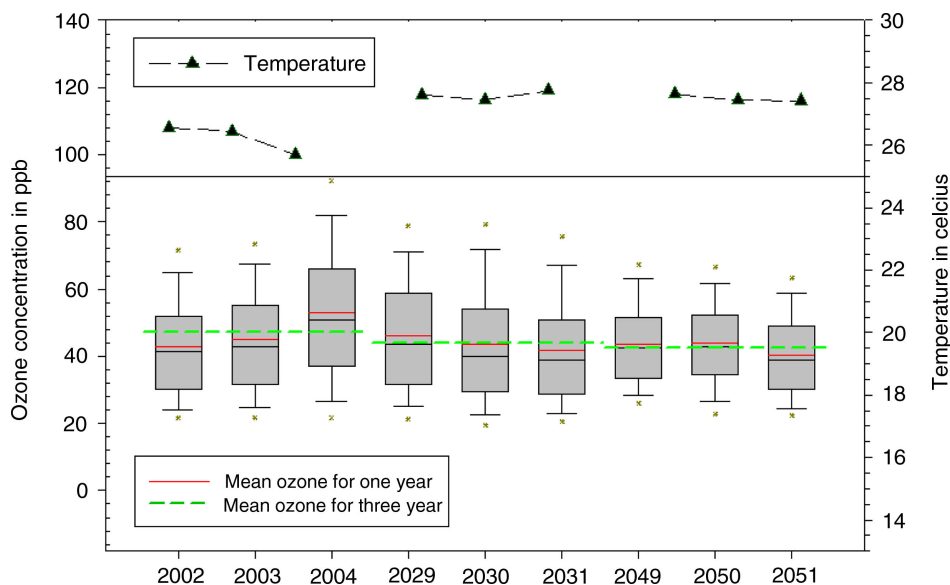 140
120
100
80
60
40
20
0
Ozone concentration in ppb
Temperature
30
28
26
24
22
20
18
16
14
Temperature in celcius
Mean ozone for one year
Mean ozone for three year
2002 2003 2004 2029 2030 2031 2049 2050 2051